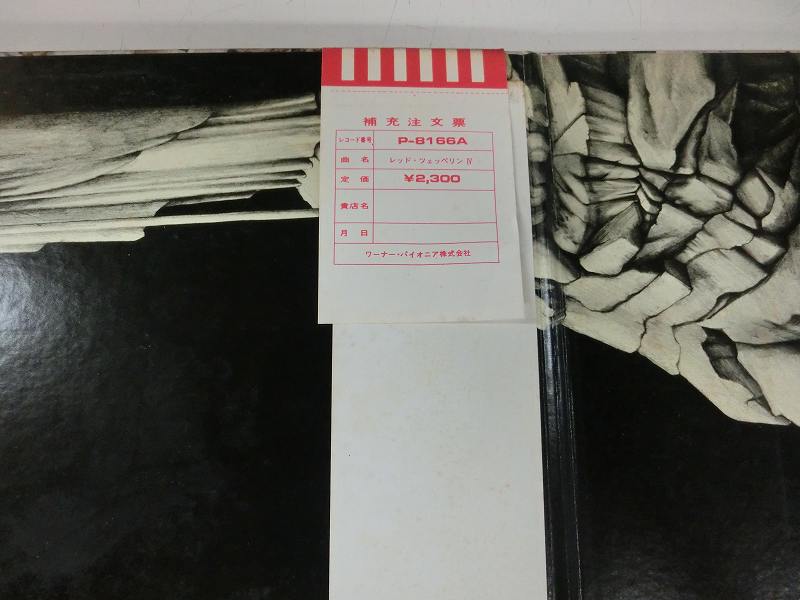 補充注文票
レコード番号 P-8166A
曲名 レッド・ツェッペリン Ⅳ
定価 ¥2,300
貴店名
月日
ワーナー・パイオニア株式会社